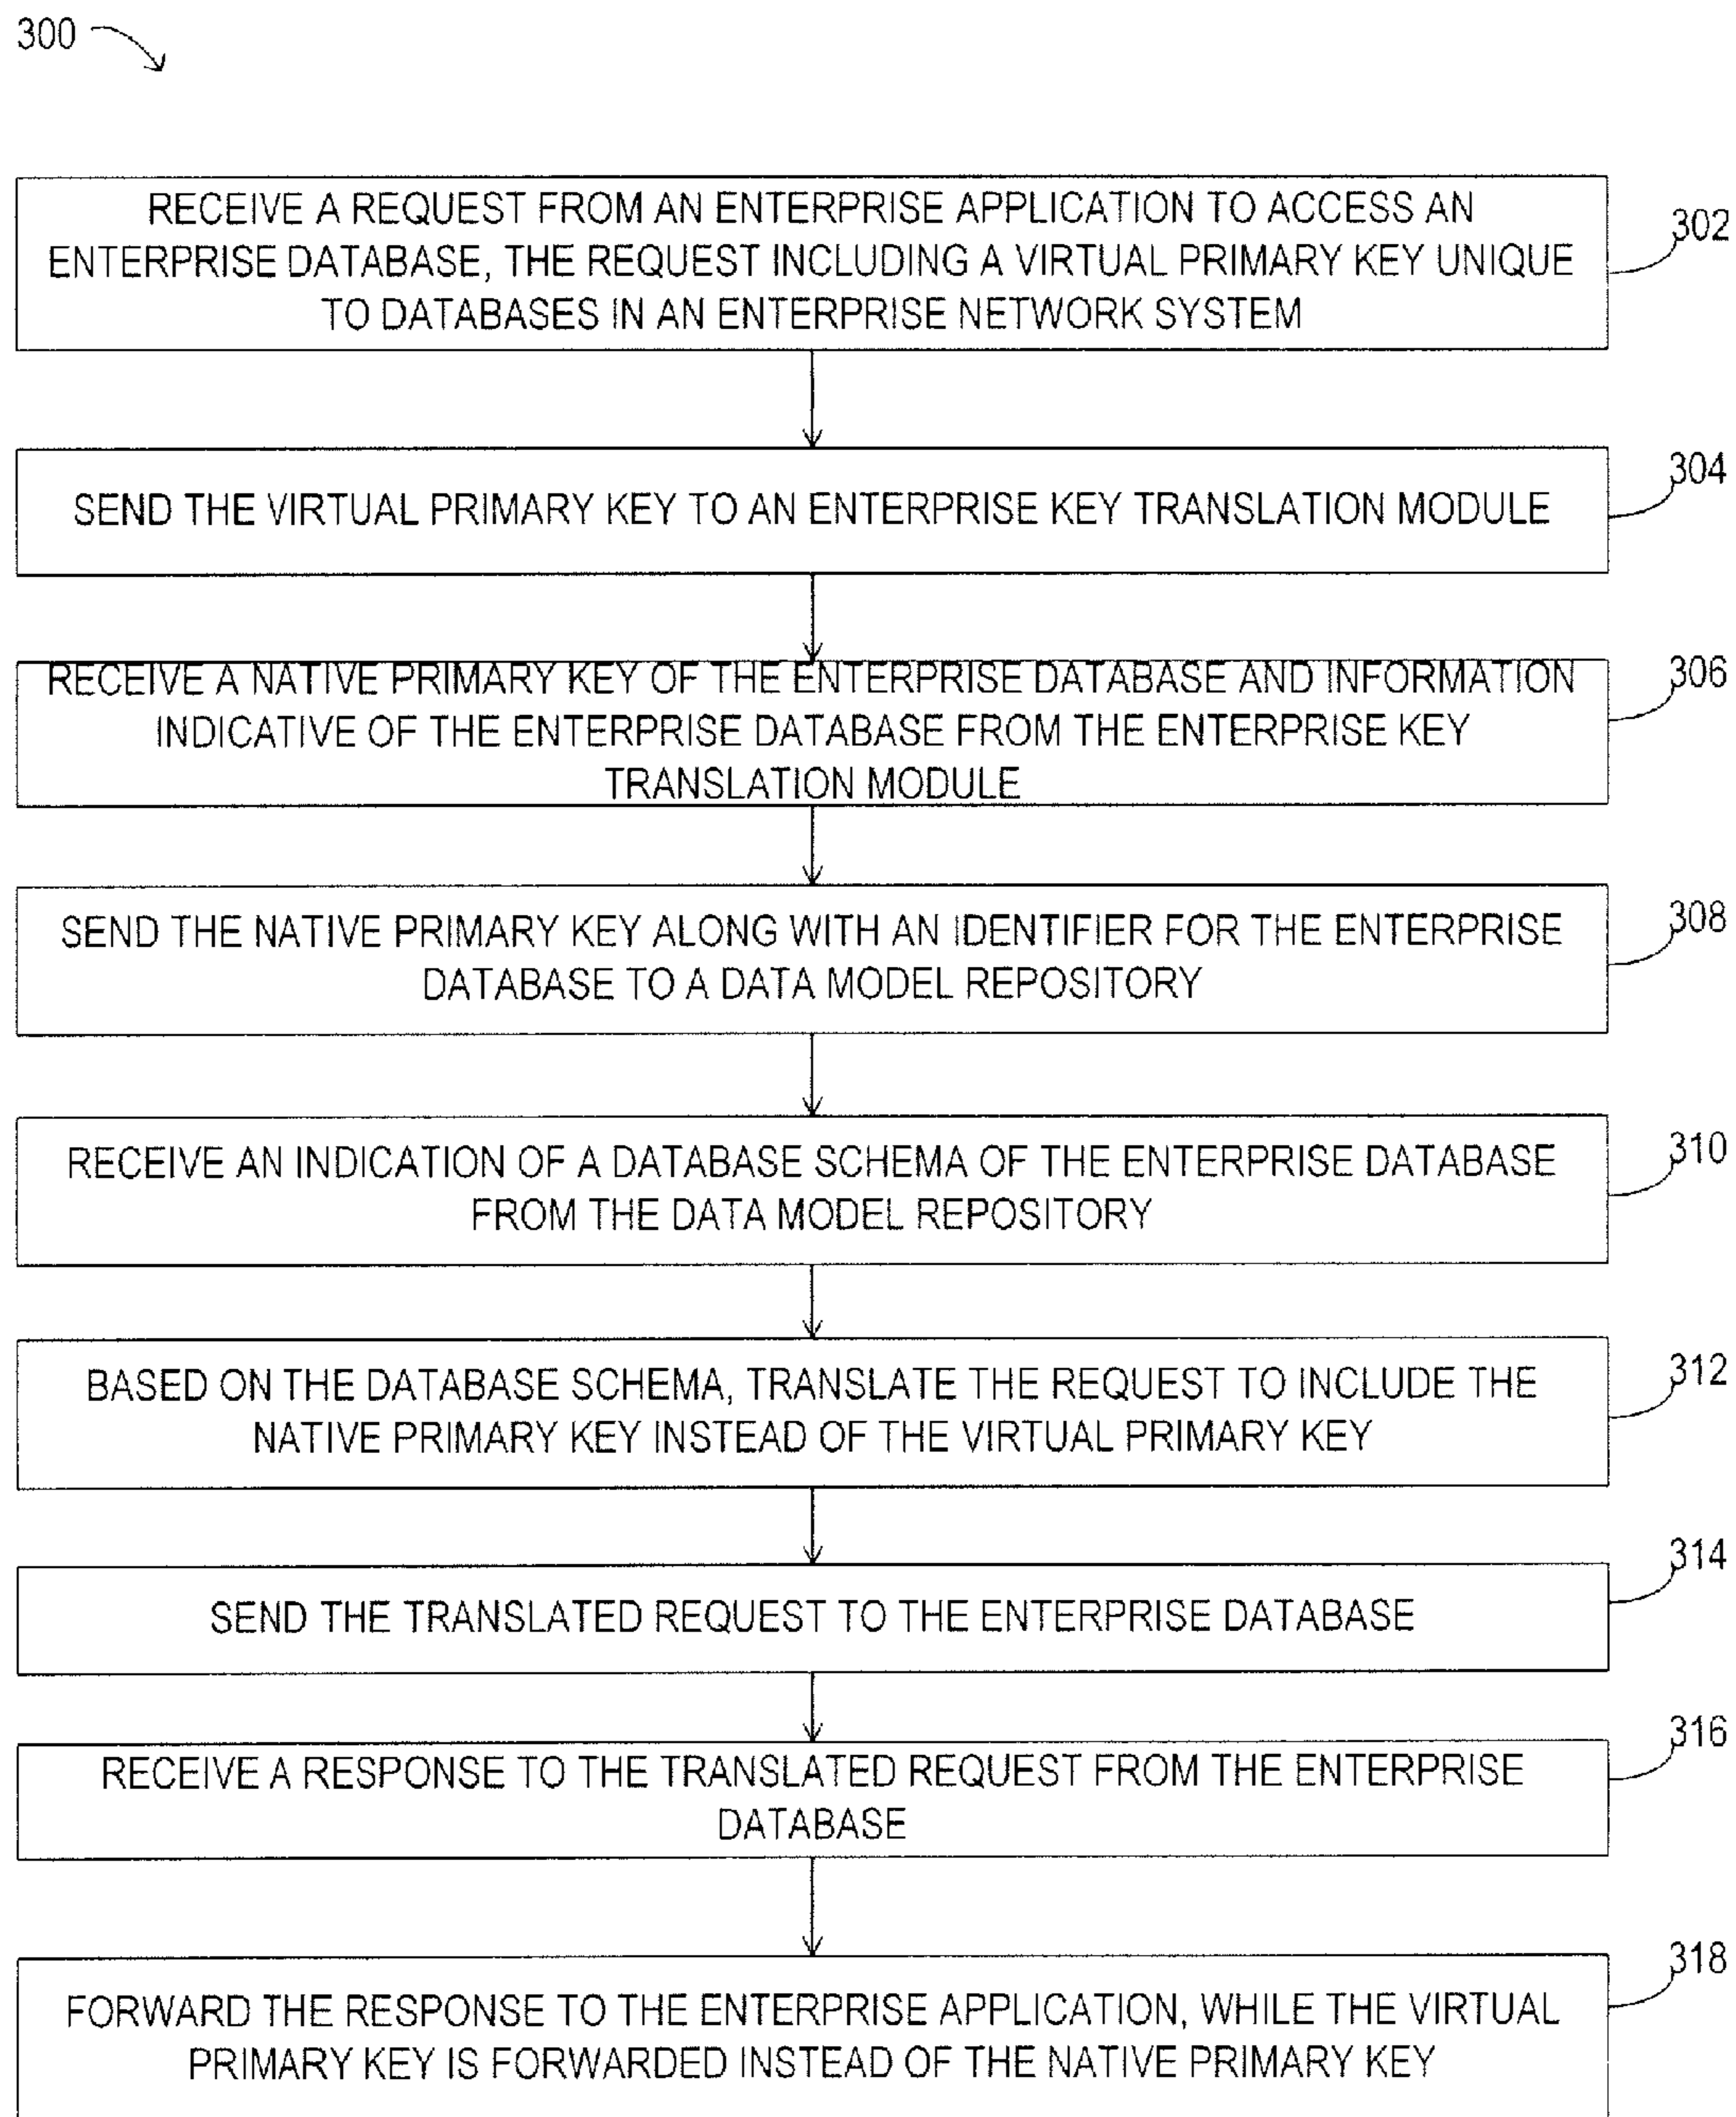 300
RECEIVE A REQUEST FROM AN ENTERPRISE APPLICATION TO ACCESS AN
ENTERPRISE DATABASE, THE REQUEST INCLUDING A VIRTUAL PRIMARY KEY UNIQUE
TO DATABASES IN AN ENTERPRISE NETWORK SYSTEM
302
SEND THE VIRTUAL PRIMARY KEY TO AN ENTERPRISE KEY TRANSLATION MODULE
304
RECEIVE A NATIVE PRIMARY KEY OF THE ENTERPRISE DATABASE AND INFORMATION
INDICATIVE OF THE ENTERPRISE DATABASE FROM THE ENTERPRISE KEY
TRANSLATION MODULE
306
SEND THE NATIVE PRIMARY KEY ALONG WITH AN IDENTIFIER FOR THE ENTERPRISE
DATABASE TO A DATA MODEL REPOSITORY
308
RECEIVE AN INDICATION OF A DATABASE SCHEMA OF THE ENTERPRISE DATABASE
FROM THE DATA MODEL REPOSITORY
310
BASED ON THE DATABASE SCHEMA, TRANSLATE THE REQUEST TO INCLUDE THE
NATIVE PRIMARY KEY INSTEAD OF THE VIRTUAL PRIMARY KEY
312
SEND THE TRANSLATED REQUEST TO THE ENTERPRISE DATABASE
314
RECEIVE A RESPONSE TO THE TRANSLATED REQUEST FROM THE ENTERPRISE
DATABASE
316
FORWARD THE RESPONSE TO THE ENTERPRISE APPLICATION, WHILE THE VIRTUAL
PRIMARY KEY IS FORWARDED INSTEAD OF THE NATIVE PRIMARY KEY
318